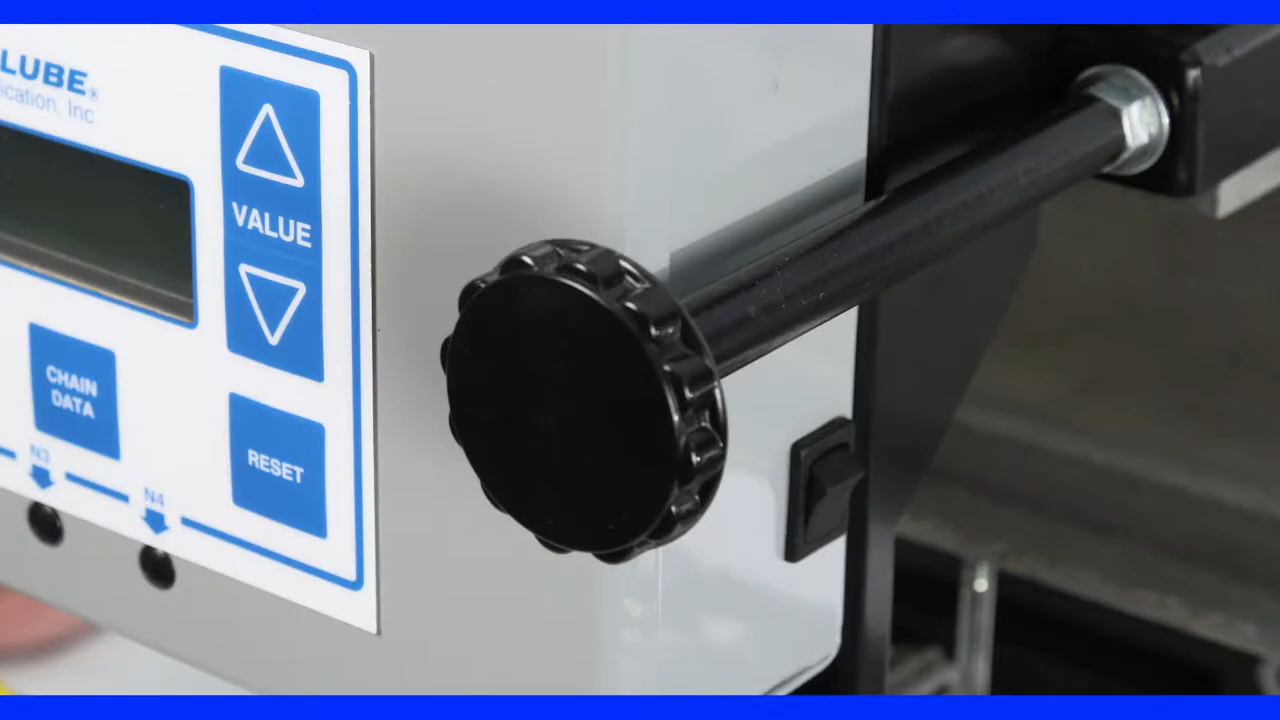 LUBE®
ication, Inc
VALUE
CHAIN
DATA
RESET
N3
N4